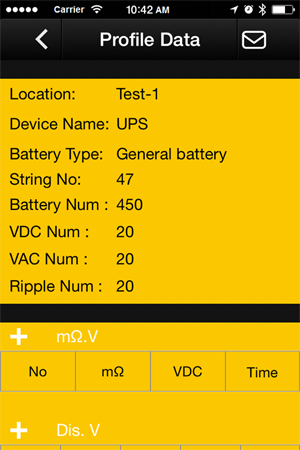 Carrier 10:42 AM
Profile Data
Location: Test-1
Device Name: UPS
Battery Type: General battery
String No: 47
Battery Num : 450
VDC Num : 20
VAC Num : 20
Ripple Num : 20
+ mΩ.V
No mΩ VDC Time
+ Dis. V